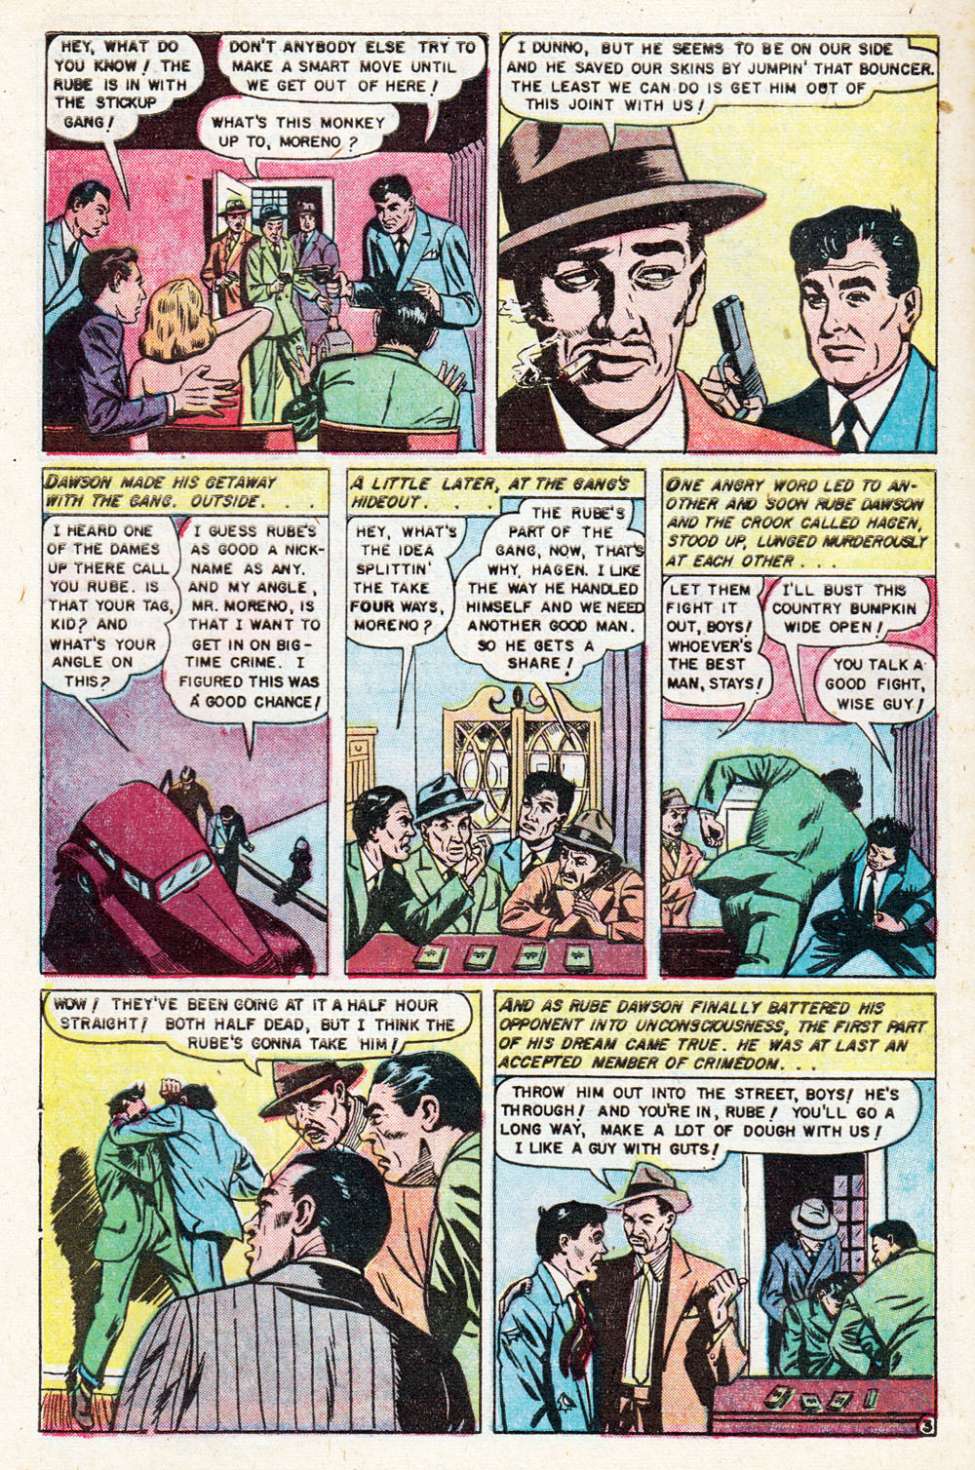 HEY, WHAT DO
YOU KNOW! THE
RUBE IS IN WITH
THE STICKUP
GANG!
DON'T ANYBODY ELSE TRY TO
MAKE A SMART MOVE UNTIL
WE GET OUT OF HERE!
WHAT'S THIS MONKEY
UP TO, MORENO?
I DUNNO, BUT HE SEEMS TO BE ON OUR SIDE
AND HE SAVED OUR SKINS BY JUMPIN' THAT BOUNCER.
THE LEAST WE CAN DO IS GET HIM OUT OF
THIS JOINT WITH US!
DAWSON MADE HIS GETAWAY
WITH THE GANG. OUTSIDE. . . .
I HEARD ONE
OF THE DAMES
UP THERE CALL
YOU RUBE. IS
THAT YOUR TAG,
KID? AND
WHAT'S YOUR
ANGLE ON
THIS?
I GUESS RUBE'S
AS GOOD A NICK-
NAME AS ANY.
AND MY ANGLE,
MR. MORENO, IS
THAT I WANT TO
GET IN ON BIG-
TIME CRIME. I
FIGURED THIS WAS
A GOOD CHANCE!
A LITTLE LATER, AT THE GANG'S
HIDEOUT. . . .
HEY, WHAT'S
THE IDEA
SPLITTIN'
THE TAKE
FOUR WAYS,
MORENO?
THE RUBE'S
PART OF THE
GANG, NOW, THAT'S
WHY, HAGEN. I LIKE
THE WAY HE HANDLED
HIMSELF AND WE NEED
ANOTHER GOOD MAN.
SO HE GETS A
SHARE!
ONE ANGRY WORD LED TO AN-
OTHER AND SOON RUBE DAWSON
AND THE CROOK CALLED HAGEN,
STOOD UP, LUNGED MURDEROUSLY
AT EACH OTHER . . .
LET THEM
FIGHT IT
OUT, BOYS!
WHOEVER'S
THE BEST
MAN, STAYS!
I'LL BUST THIS
COUNTRY BUMPKIN
WIDE OPEN!
YOU TALK A
GOOD FIGHT,
WISE GUY!
WOW! THEY'VE BEEN GOING AT IT A HALF HOUR
STRAIGHT! BOTH HALF DEAD, BUT I THINK THE
RUBE'S GONNA TAKE HIM!
AND AS RUBE DAWSON FINALLY BATTERED HIS
OPPONENT INTO UNCONSCIOUSNESS, THE FIRST PART
OF HIS DREAM CAME TRUE. HE WAS AT LAST AN
ACCEPTED MEMBER OF CRIMEDOM. . .
THROW HIM OUT INTO THE STREET, BOYS! HE'S
THROUGH! AND YOU'RE IN, RUBE! YOU'LL GO A
LONG WAY, MAKE A LOT OF DOUGH WITH US!
I LIKE A GUY WITH GUTS!
3